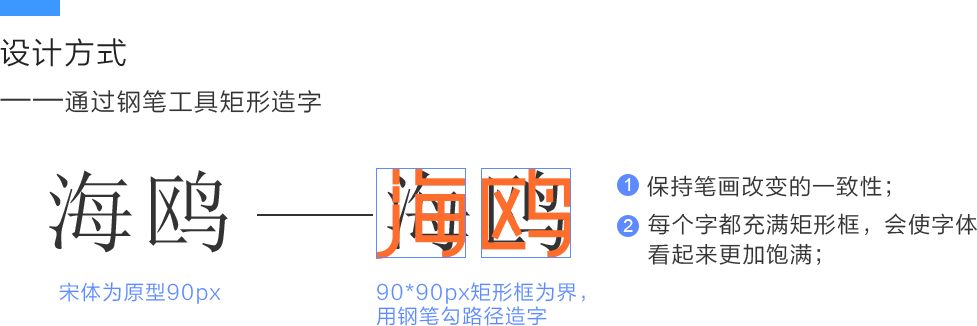 设计方式
——通过钢笔工具矩形造字
海鸥
海鸥
1 保持笔画改变的一致性；
2 每个字都充满矩形框，会使字体
看起来更加饱满；
宋体为原型90px
90*90px矩形框为界，
用钢笔勾路径造字